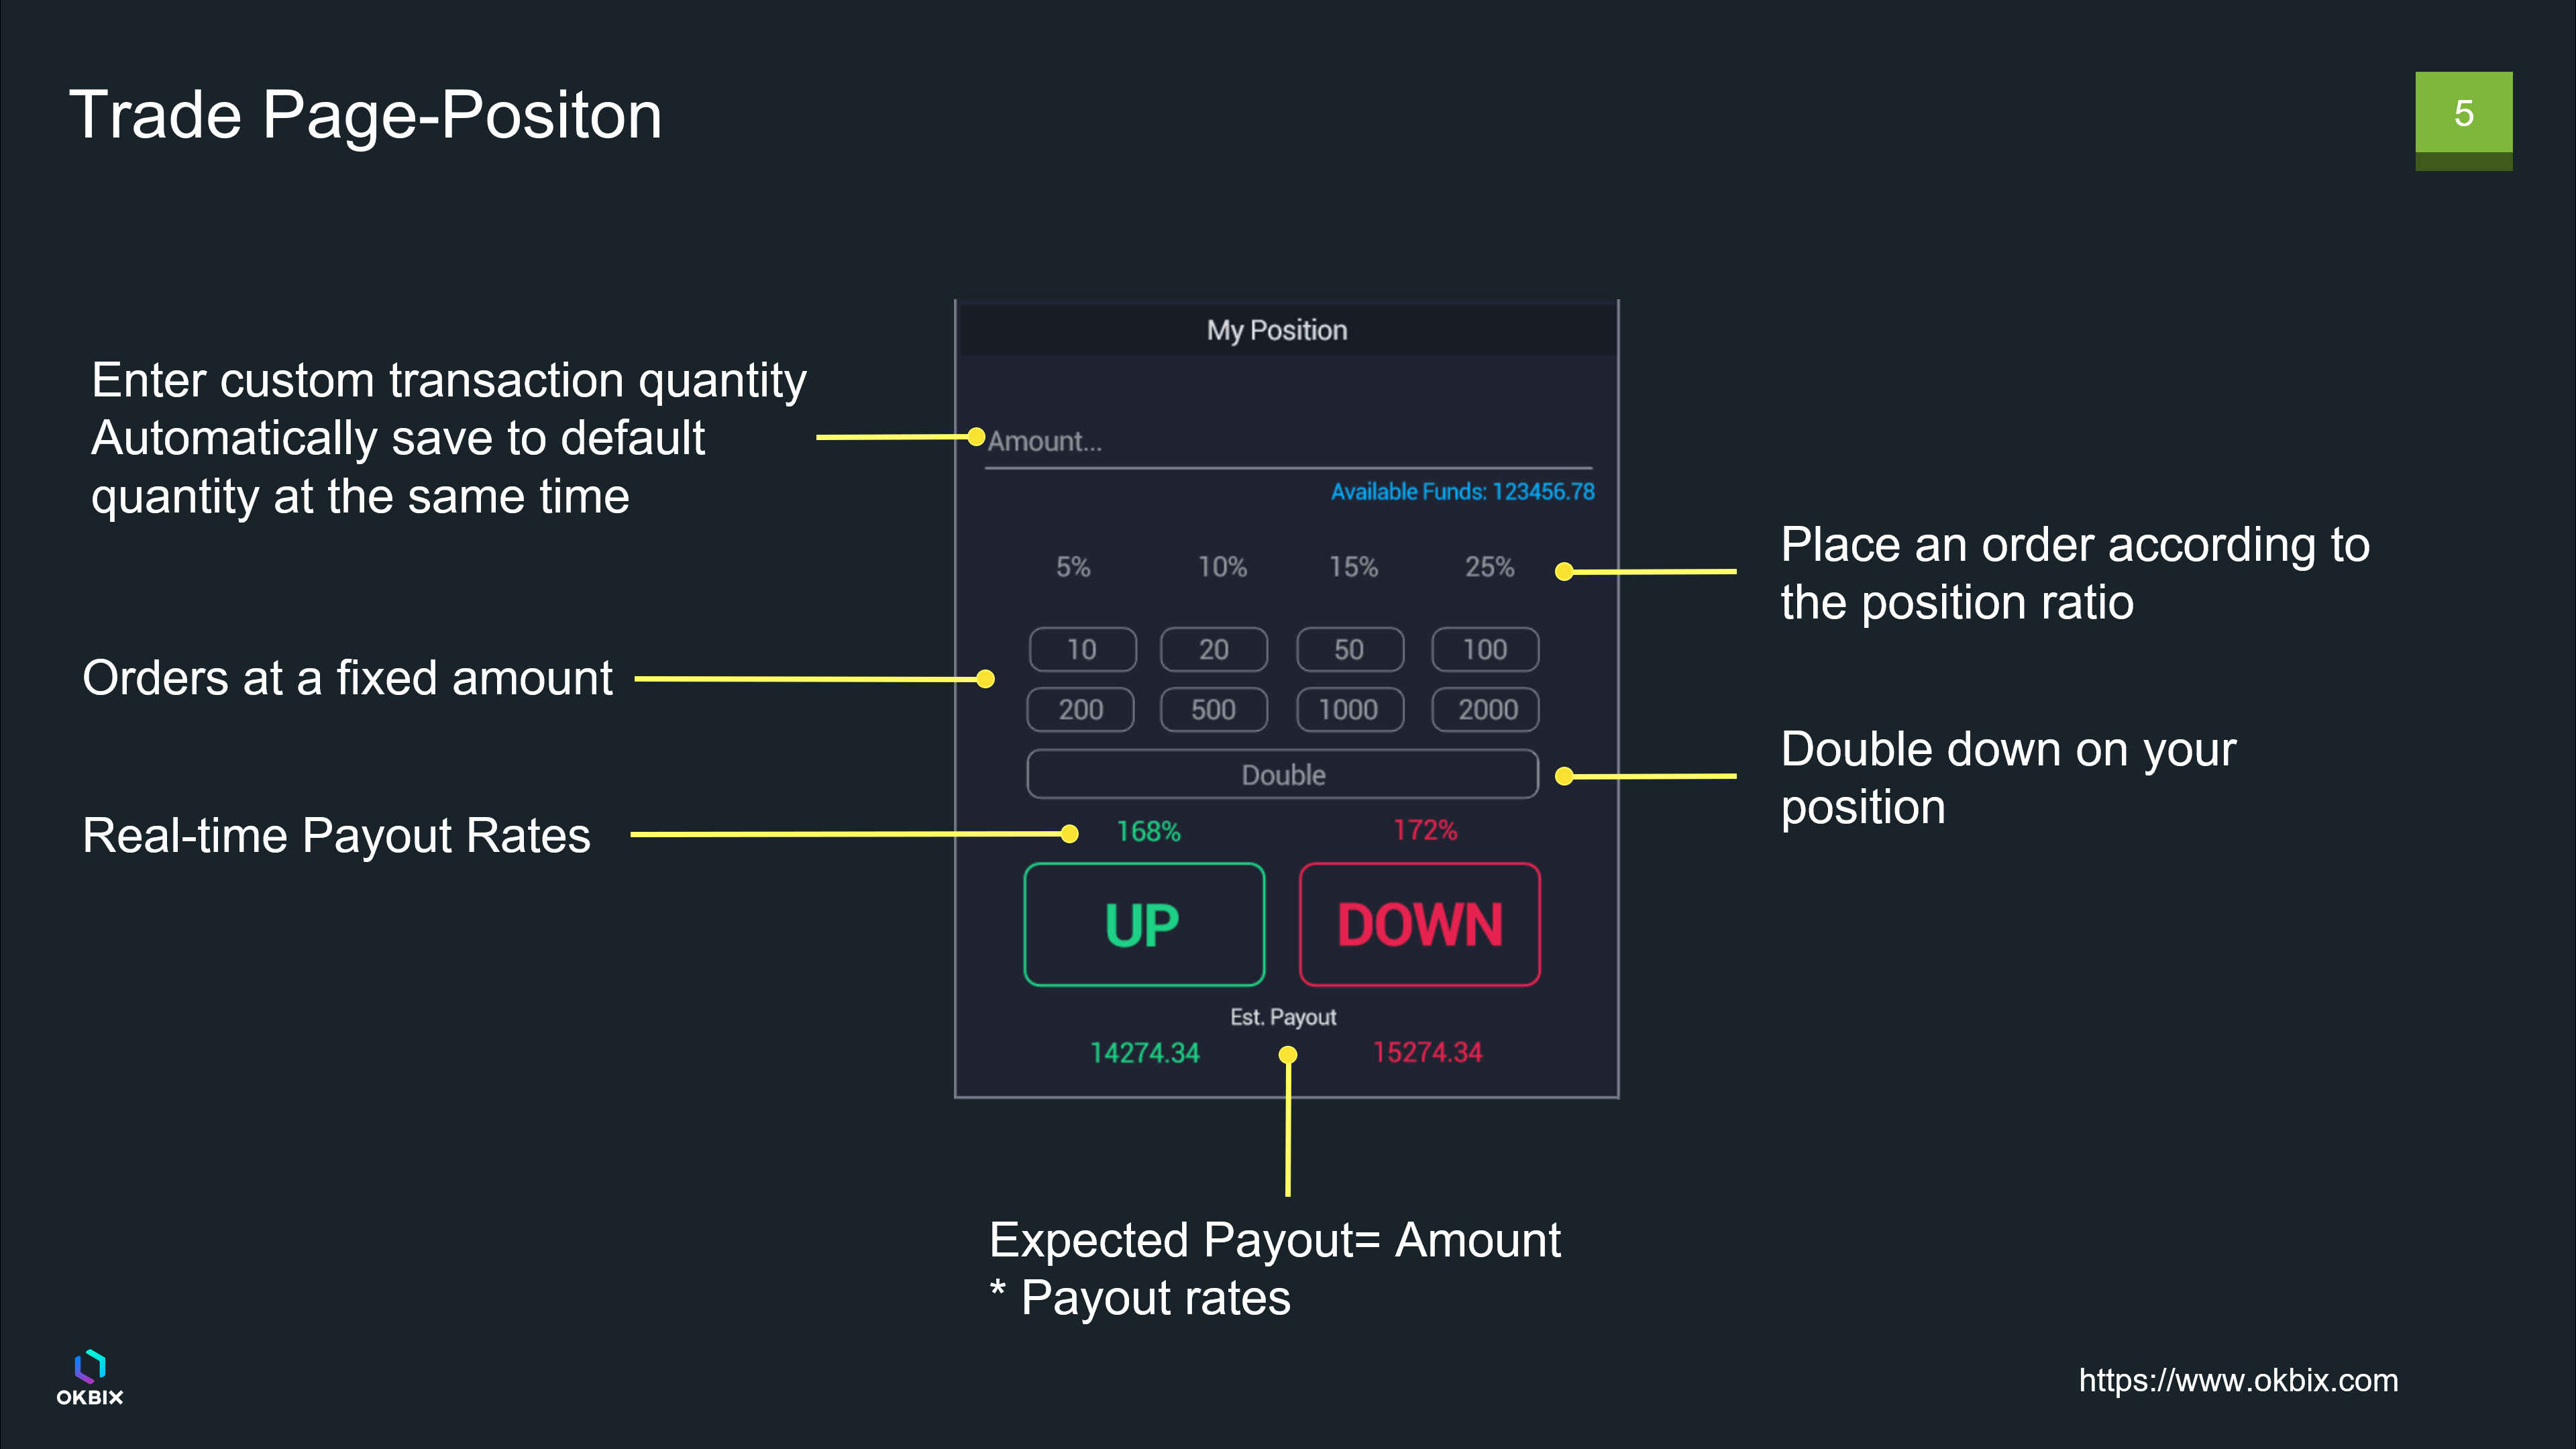 Trade Page-Positon
5
My Position
Enter custom transaction quantity
Automatically save to default
quantity at the same time
Amount...
Available Funds: 123456.78
5% 10% 15% 25%
Place an order according to
the position ratio
10 20 50 100
Orders at a fixed amount
200 500 1000 2000
Double
Double down on your
position
Real-time Payout Rates
168% 172%
UP DOWN
Est. Payout
14274.34 15274.34
Expected Payout= Amount
* Payout rates
OKBIX
https://www.okbix.com